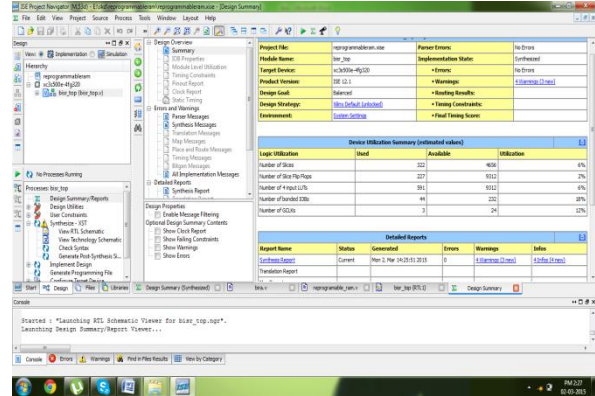 ISE Project Navigator (M.53d) - E:\ukd\reprogrammableram\reprogrammableram.xise - [Design Summary]
File Edit View Project Source Process Tools Window Layout Help
Design
View: Implementation Simulation
Hierarchy
reprogrammableram
xc3s500e-4fg320
bisr_top (bisr_top.v)
No Processes Running
Processes: bisr_top
Design Summary/Reports
Design Utilities
User Constraints
Synthesize - XST
View RTL Schematic
View Technology Schematic
Check Syntax
Generate Post-Synthesis Si...
Implement Design
Generate Programming File
Configure Target Device
Start Design Files Libraries
Design Overview
Summary
IOB Properties
Module Level Utilization
Timing Constraints
Pinout Report
Clock Report
Static Timing
Errors and Warnings
Parser Messages
Synthesis Messages
Translation Messages
Map Messages
Place and Route Messages
Timing Messages
Bitgen Messages
All Implementation Messages
Detailed Reports
Synthesis Report
Translation Report
Design Properties
Enable Message Filtering
Optional Design Summary Contents
Show Clock Report
Show Failing Constraints
Show Warnings
Show Errors
Project File: reprogrammableram.xise Parser Errors: No Errors
Module Name: bisr_top Implementation State: Synthesized
Target Device: xc3s500e-4fg320 • Errors: No Errors
Product Version: ISE 12.1 • Warnings: 4 Warnings (3 new)
Design Goal: Balanced • Routing Results:
Design Strategy: Xilinx Default (unlocked) • Timing Constraints:
Environment: System Settings • Final Timing Score:
Device Utilization Summary (estimated values) [-]
Logic Utilization Used Available Utilization
Number of Slices 322 4656 6%
Number of Slice Flip Flops 227 9312 2%
Number of 4 input LUTs 591 9312 6%
Number of bonded IOBs 44 232 18%
Number of GCLKs 3 24 12%
Detailed Reports [-]
Report Name Status Generated Errors Warnings Infos
Synthesis Report Current Mon 2. Mar 14:25:51 2015 0 4 Warnings (3 new) 4 Infos (4 new)
Translation Report
Design Summary (Synthesized) bira.v reprogramable_ram.v bisr_top (RTL1) Design Summary
Console
Started : "Launching RTL Schematic Viewer for bisr_top.ngr".
Launching Design Summary/Report Viewer...
Console Errors Warnings Find in Files Results View by Category
PM 2:27
02-03-2015